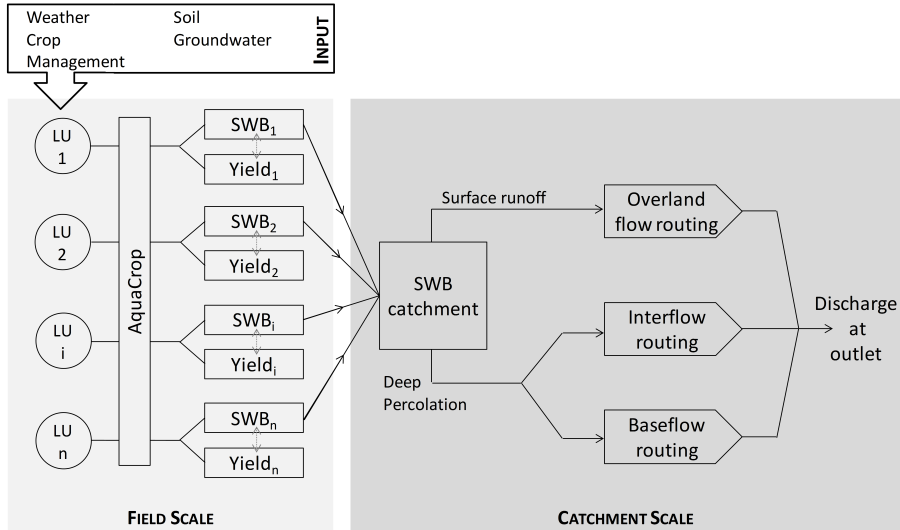 Weather Soil
Crop Groundwater
Management
INPUT
LU
1
LU
2
LU
i
LU
n
AquaCrop
SWB₁
Yield₁
SWB₂
Yield₂
SWBᵢ
Yieldᵢ
SWBₙ
Yieldₙ
FIELD SCALE
SWB
catchment
Surface runoff
Deep
Percolation
Overland
flow routing
Interflow
routing
Baseflow
routing
Discharge
at
outlet
CATCHMENT SCALE